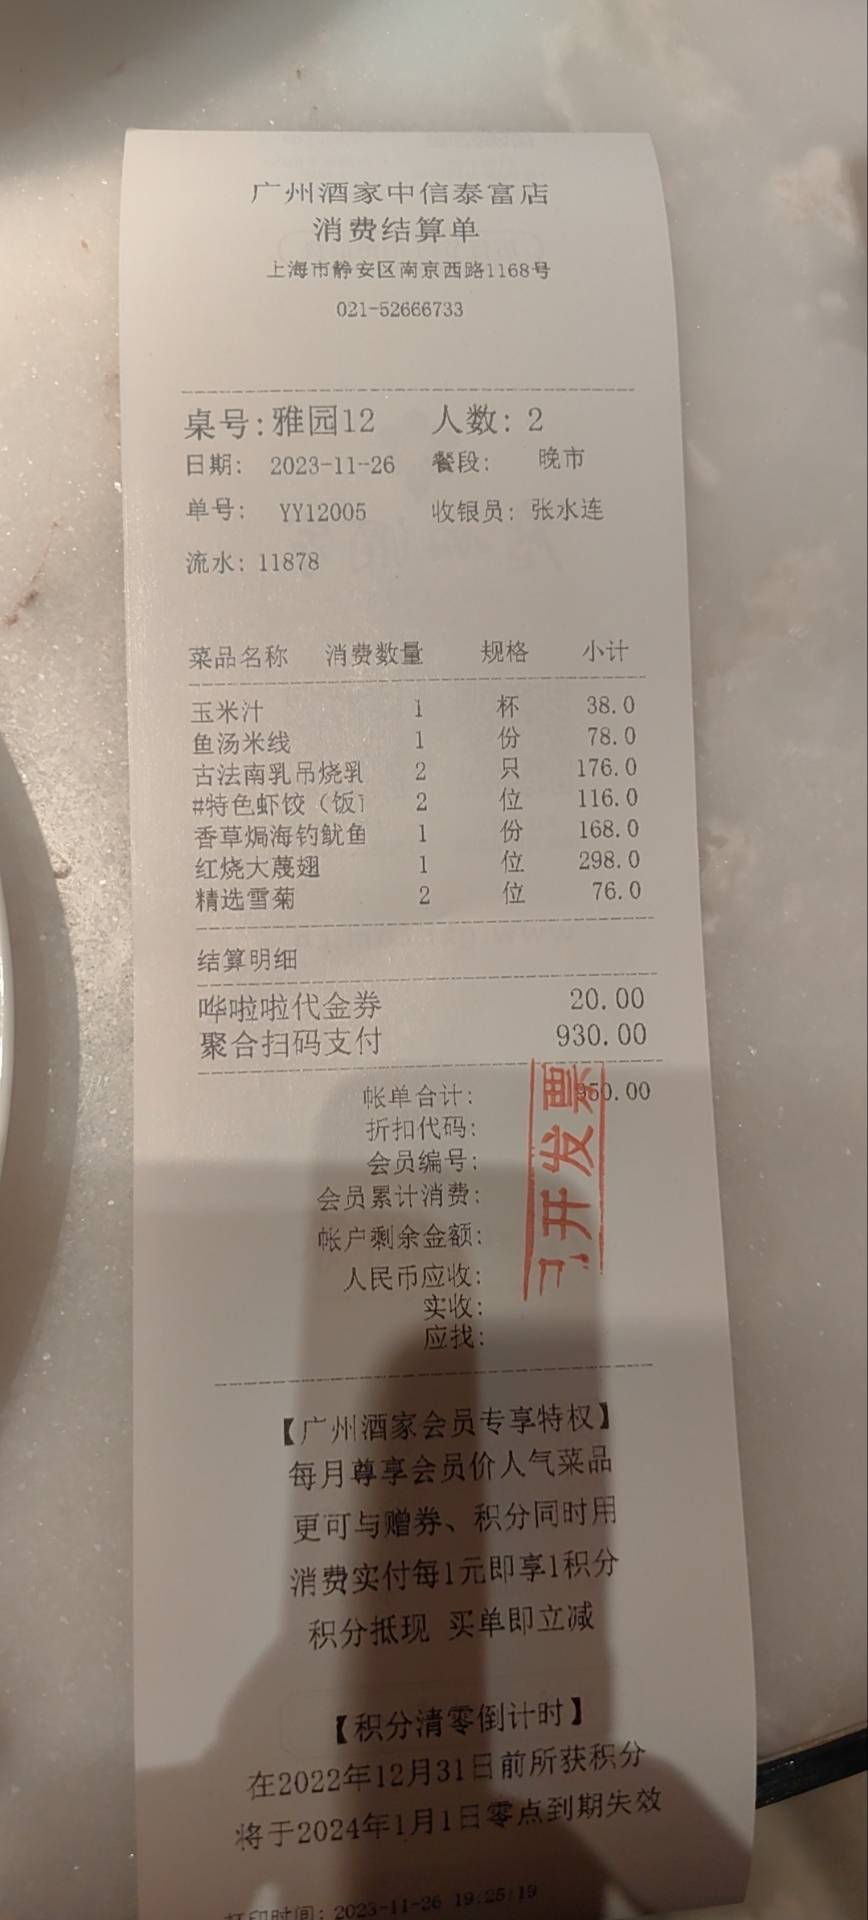 广州酒家中信泰富店
消费结算单
上海市静安区南京西路1168号
021-52666733
桌号:雅园12 人数: 2
日期: 2023-11-26 餐段: 晚市
单号: YY12005 收银员: 张水连
流水: 11878
菜品名称 消费数量 规格 小计
玉米汁 1 杯 38.0
鱼汤米线 1 份 78.0
古法南乳吊烧乳 2 只 176.0
#特色虾饺（饭 2 位 116.0
香草焗海钓鱿鱼 1 份 168.0
红烧大蔑翅 1 位 298.0
精选雪菊 2 位 76.0
结算明细
哗啦啦代金券 20.00
聚合扫码支付 930.00
帐单合计: 950.00
折扣代码:
会员编号:
会员累计消费:
帐户剩余金额:
人民币应收:
实收:
应找:
开发票
【广州酒家会员专享特权】
每月尊享会员价人气菜品
更可与赠券、积分同时用
消费实付每1元即享1积分
积分抵现 买单即立减
【积分清零倒计时】
在2022年12月31日前所获积分
将于2024年1月1日零点到期失效
打印时间: 2023-11-26 19:25:19